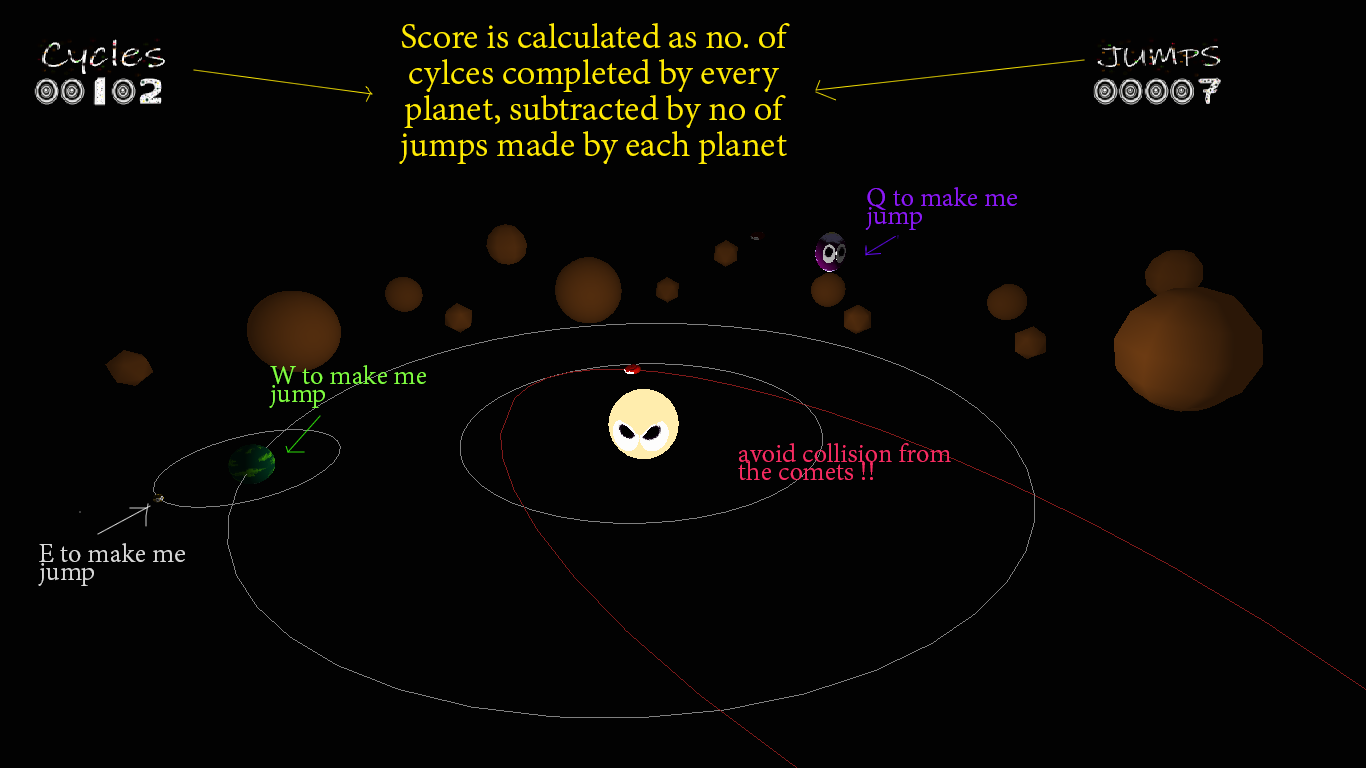 Cycles
00102
Score is calculated as no. of
cylces completed by every
planet, subtracted by no of
jumps made by each planet
JUMPS
00007
Q to make me
jump
W to make me
jump
avoid collision from
the comets !!
E to make me
jump